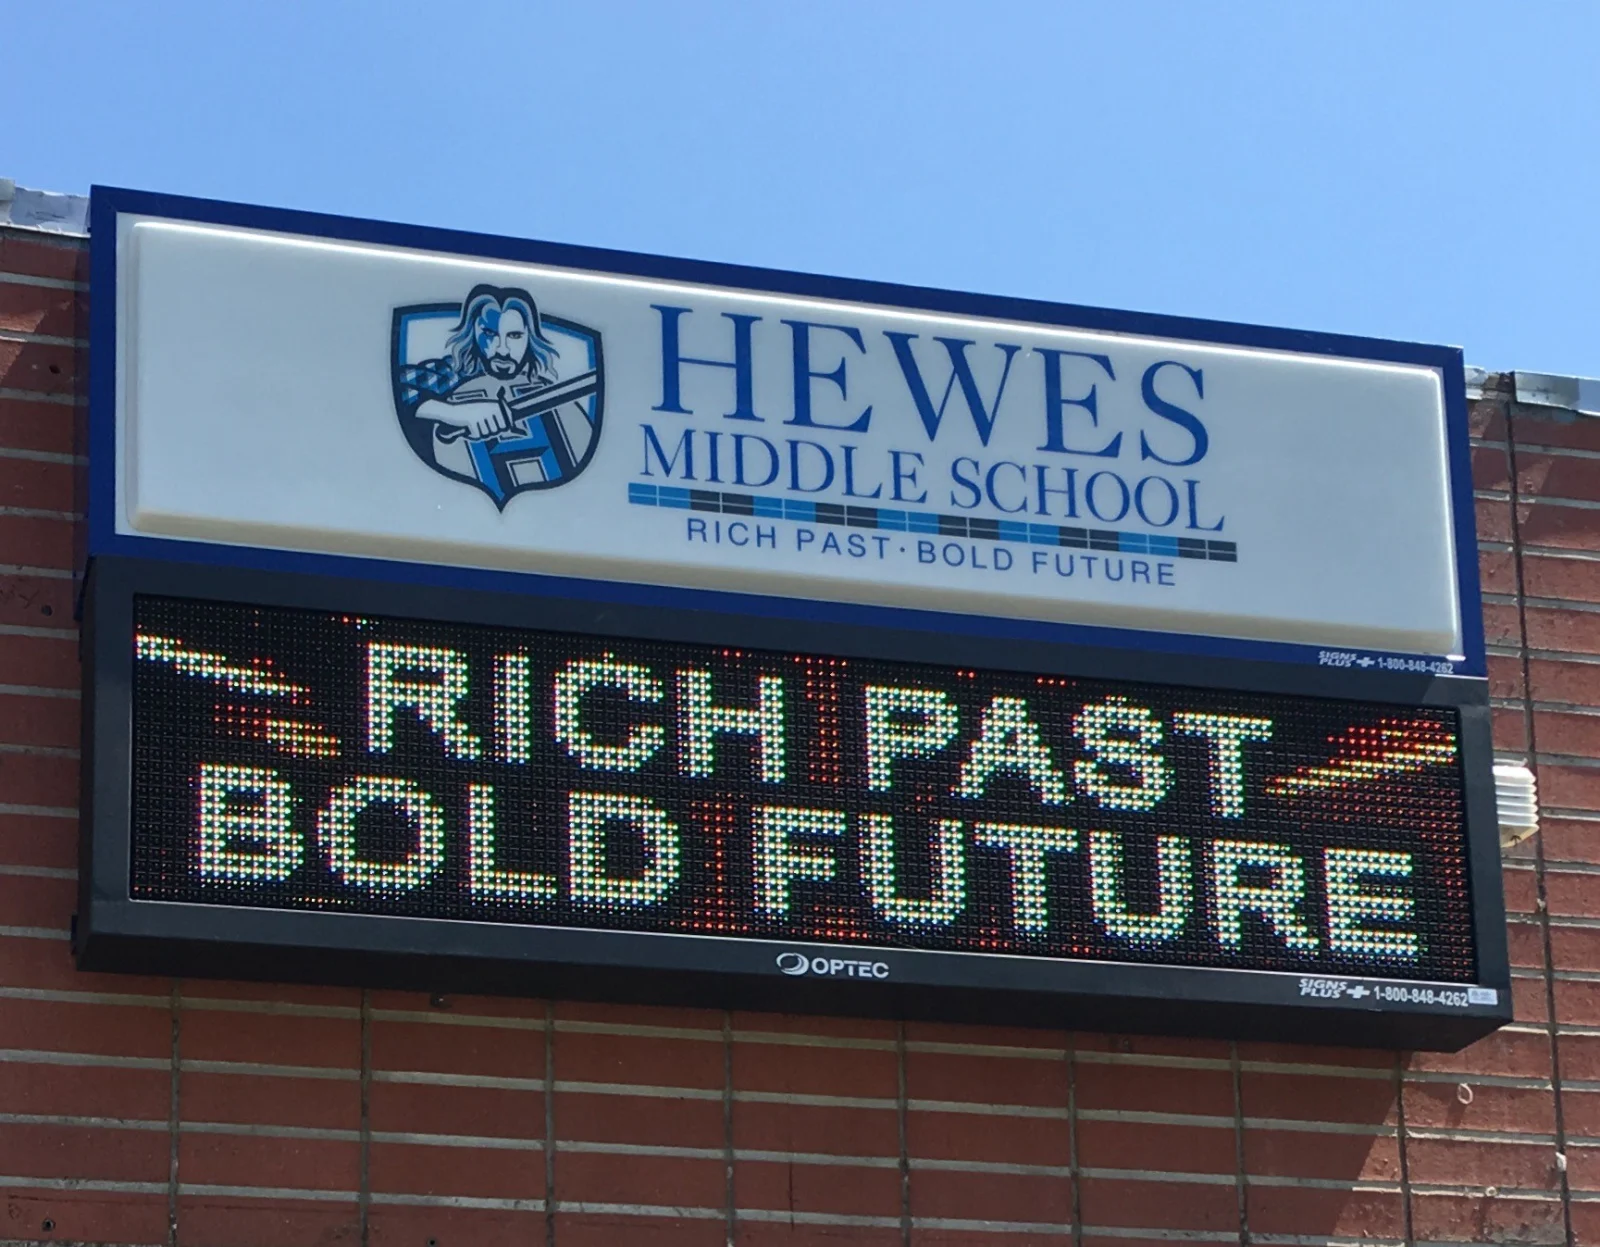 HEWES
MIDDLE SCHOOL
RICH PAST·BOLD FUTURE
SIGNS PLUS 1-800-848-4262
RICH PAST
BOLD FUTURE
OPTEC
SIGNS PLUS 1-800-848-4262